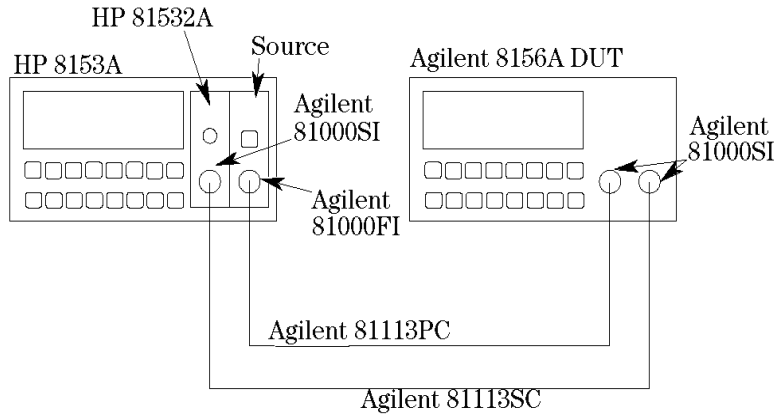 HP 81532A
Source
HP 8153A
Agilent 8156A DUT
Agilent
81000SI
Agilent
81000SI
Agilent
81000FI
Agilent 81113PC
Agilent 81113SC